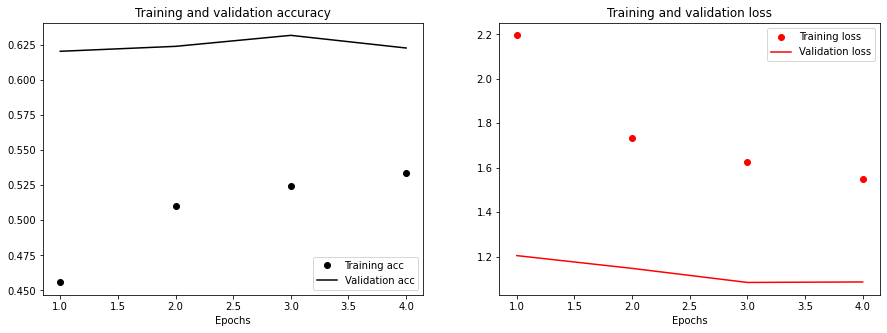 Training and validation accuracy
0.625
0.600
0.575
0.550
0.525
0.500
0.475
0.450
Training acc
Validation acc
1.0 1.5 2.0 2.5 3.0 3.5 4.0
Epochs
Training and validation loss
2.2
2.0
1.8
1.6
1.4
1.2
Training loss
Validation loss
1.0 1.5 2.0 2.5 3.0 3.5 4.0
Epochs